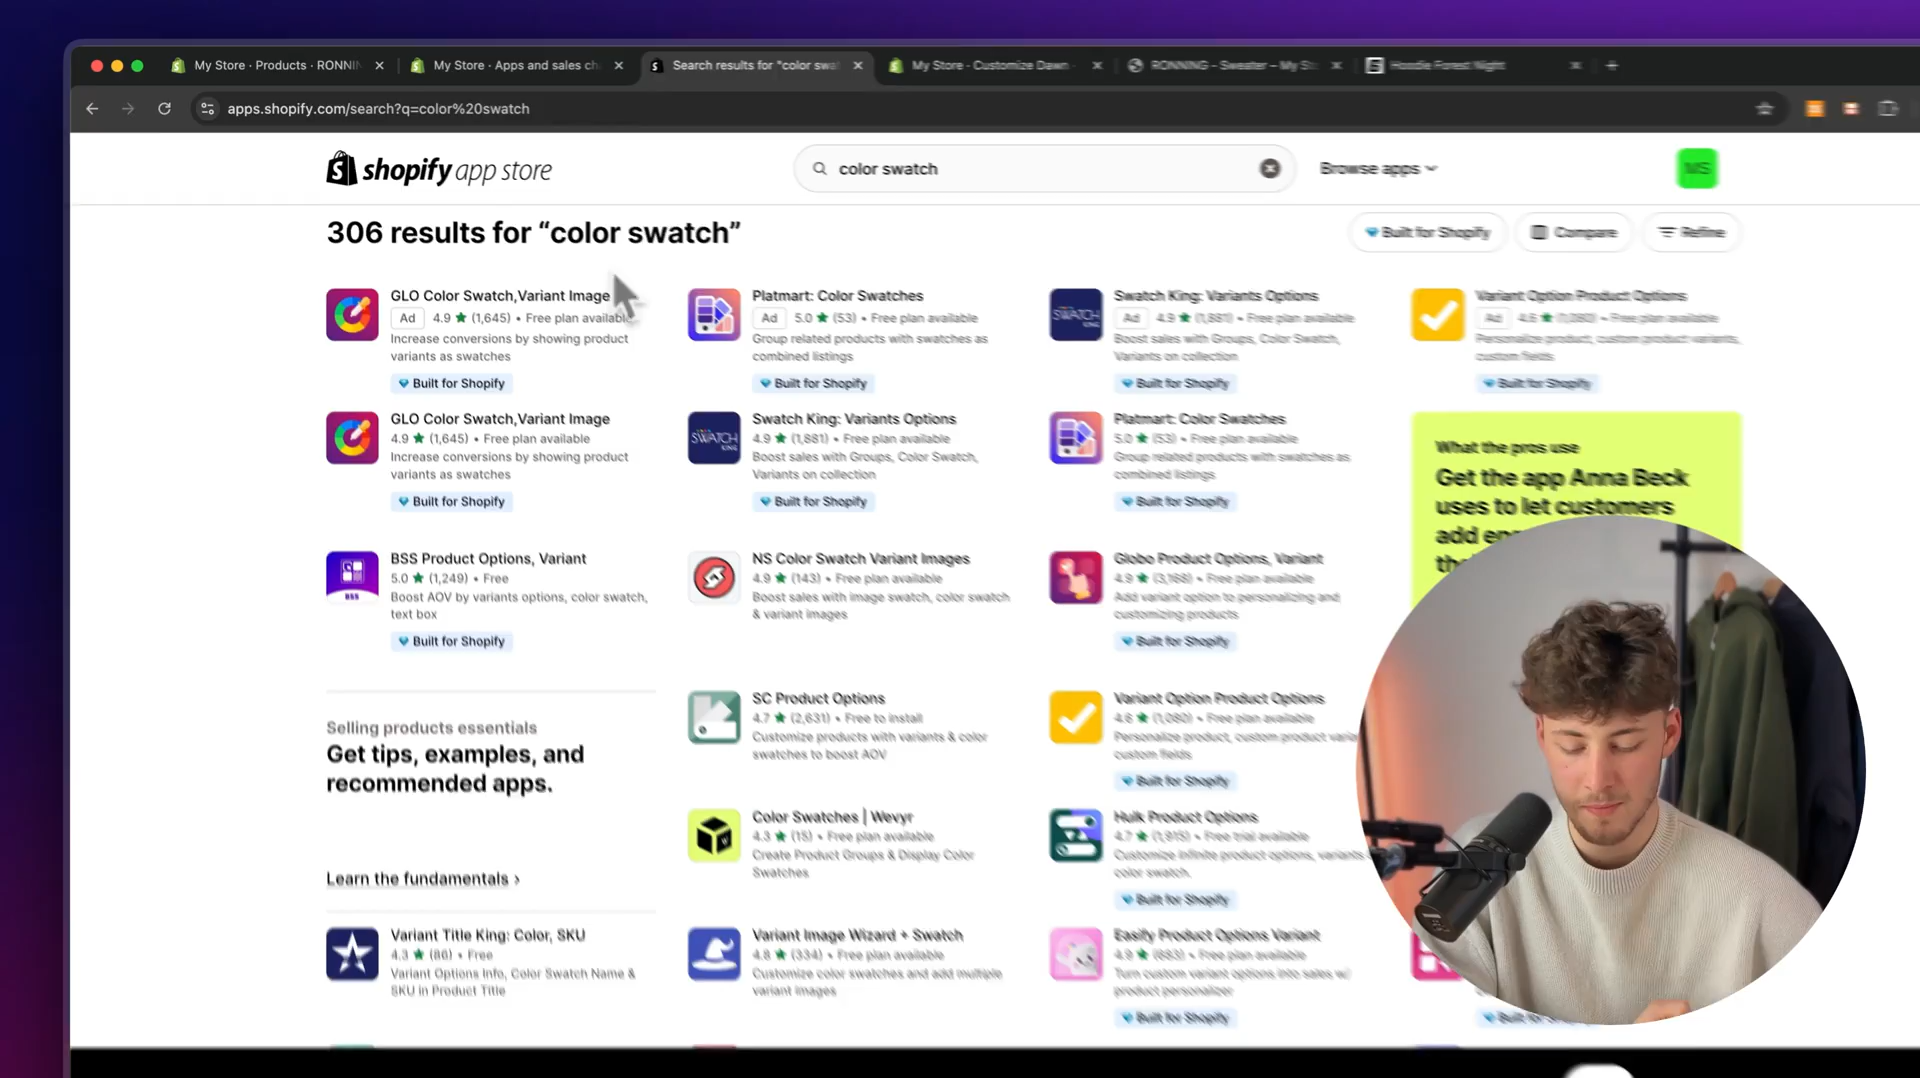 My Store · Products · RONNIN
My Store · Apps and sales ch
Search results for "color swa
My Store · Customize Dawn
RONNING – Sweater – My St
Hoodie Forest Night
apps.shopify.com/search?q=color%20swatch
shopify app store
color swatch
Browse apps
MS
306 results for “color swatch”
Built for Shopify
Compare
Refine
GLO Color Swatch,Variant Image
Ad 4.9 ★ (1,645) • Free plan available
Increase conversions by showing product
variants as swatches
Built for Shopify
Platmart: Color Swatches
Ad 5.0 ★ (53) • Free plan available
Group related products with swatches as
combined listings
Built for Shopify
Swatch King: Variants Options
Ad 4.9 ★ (1,881) • Free plan available
Boost sales with Groups, Color Swatch,
Variants on collection
Built for Shopify
Variant Option Product Options
Ad 4.6 ★ (1,080) • Free plan available
Personalize product, custom product variants,
custom fields
Built for Shopify
GLO Color Swatch,Variant Image
4.9 ★ (1,645) • Free plan available
Increase conversions by showing product
variants as swatches
Built for Shopify
SWATCH KING
Swatch King: Variants Options
4.9 ★ (1,881) • Free plan available
Boost sales with Groups, Color Swatch,
Variants on collection
Built for Shopify
Platmart: Color Swatches
5.0 ★ (53) • Free plan available
Group related products with swatches as
combined listings
Built for Shopify
What the pros use
Get the app Anna Beck
uses to let customers
BSS
BSS Product Options, Variant
5.0 ★ (1,249) • Free
Boost AOV by variants options, color swatch,
text box
Built for Shopify
NS Color Swatch Variant Images
4.9 ★ (143) • Free plan available
Boost sales with image swatch, color swatch
& variant images
Globo Product Options, Variant
4.9 ★ (3,168) • Free plan available
Add variant option to personalizing and
customizing products
Built for Shopify
Selling products essentials
Get tips, examples, and
recommended apps.
Learn the fundamentals ›
SC Product Options
4.7 ★ (2,631) • Free to install
Customize products with variants & color
swatches to boost AOV
Variant Option Product Options
4.6 ★ (1,080) • Free plan available
Personalize product, custom product varia
custom fields
Built for Shopify
Color Swatches | Wevyr
4.3 ★ (15) • Free plan available
Create Product Groups & Display Color
Swatches
Hulk Product Options
4.7 ★ (1,815) • Free trial available
Customize infinite product options, variants
color swatch.
Built for Shopify
Variant Title King: Color, SKU
4.3 ★ (86) • Free
Variant Options Info, Color Swatch Name &
SKU in Product Title
Variant Image Wizard + Swatch
4.8 ★ (334) • Free plan available
Customize color swatches and add multiple
variant images
Easify Product Options Variant
4.9 ★ (683) • Free plan available
Turn custom variant options into sales w/
product personalizer
Built for Shopify